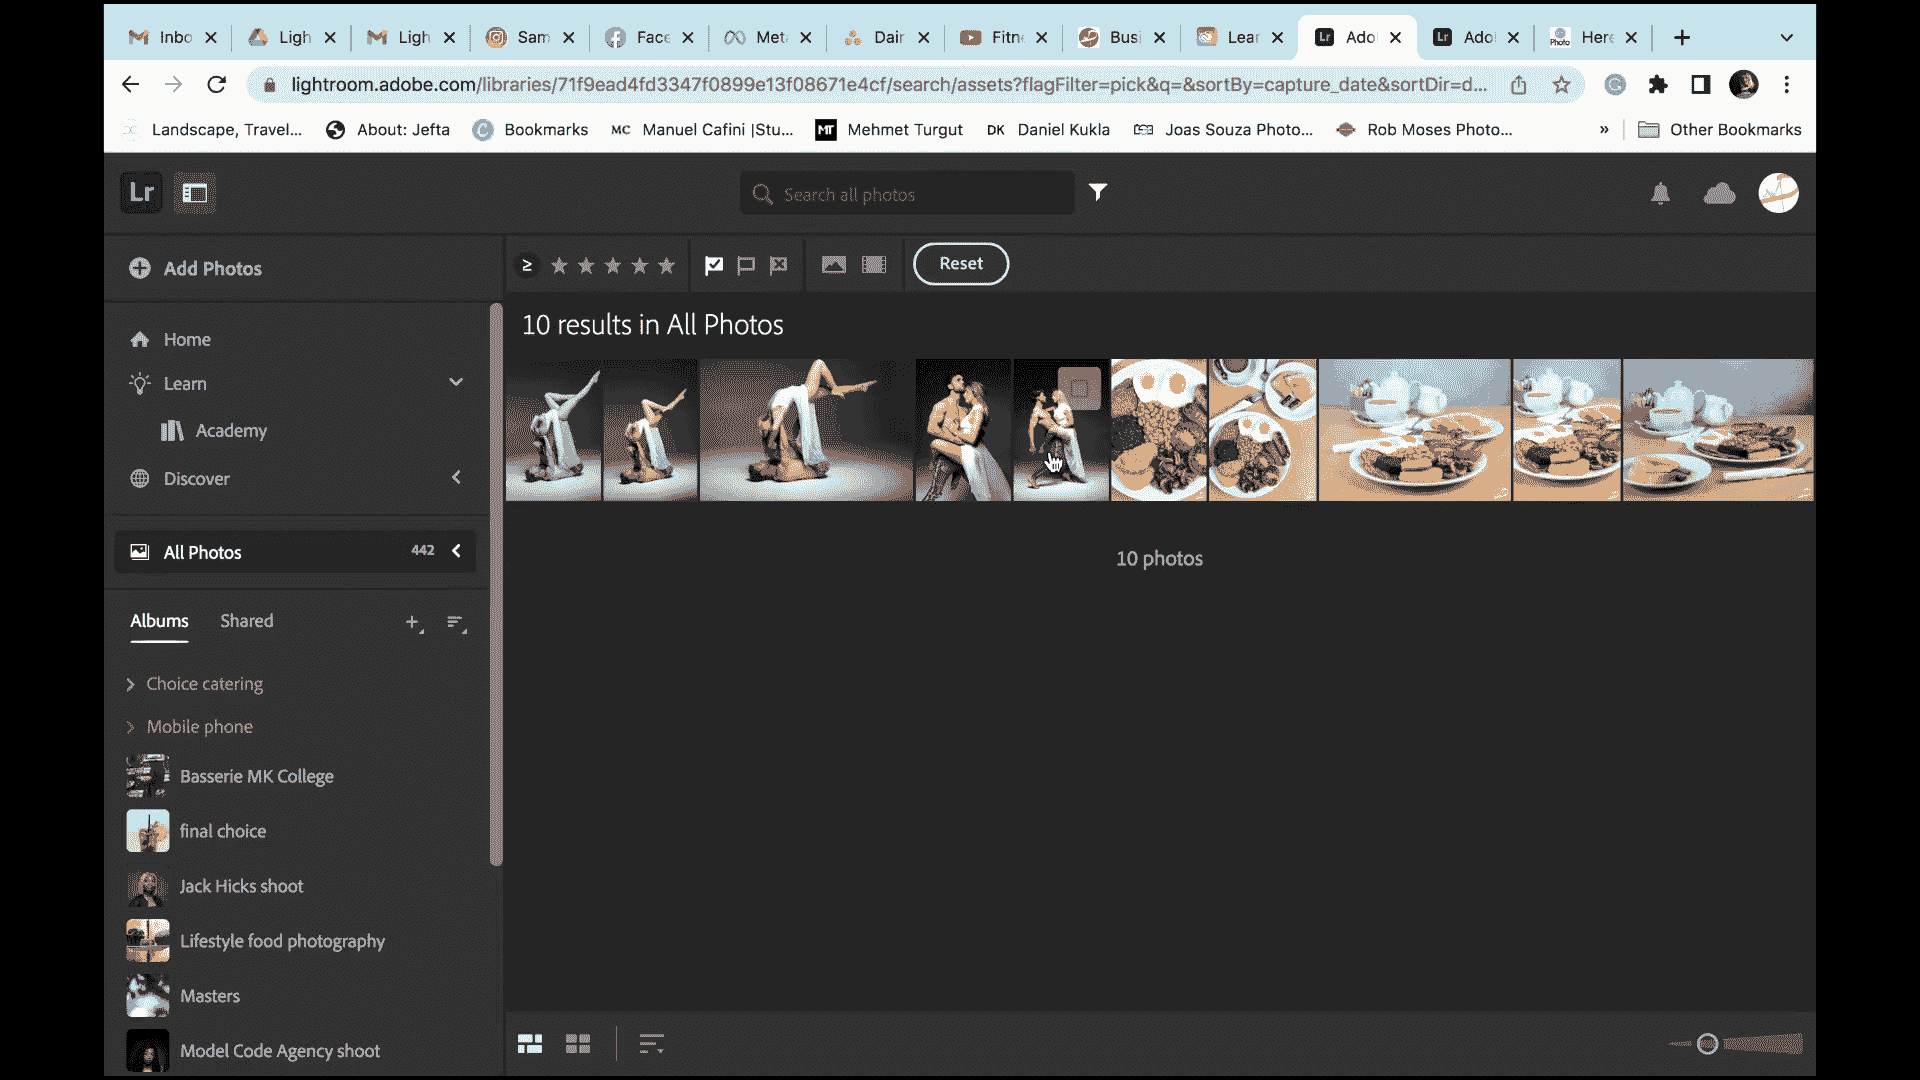 Inbo
Ligh
Ligh
Sam
Face
Meta
Dair
Fitn
Busi
Lear
Ado
Ado
Here
lightroom.adobe.com/libraries/71f9ead4fd3347f0899e13f08671e4cf/search/assets?flagFilter=pick&q=&sortBy=capture_date&sortDir=d...
Landscape, Travel...
About: Jefta
Bookmarks
MC Manuel Cafini |Stu...
MT Mehmet Turgut
DK Daniel Kukla
Joas Souza Photo...
Rob Moses Photo...
»
Other Bookmarks
Lr
Search all photos
Add Photos
≥
Reset
10 results in All Photos
Home
Learn
Academy
Discover
All Photos 442
10 photos
Albums Shared
Choice catering
Mobile phone
Basserie MK College
final choice
Jack Hicks shoot
Lifestyle food photography
Masters
Model Code Agency shoot